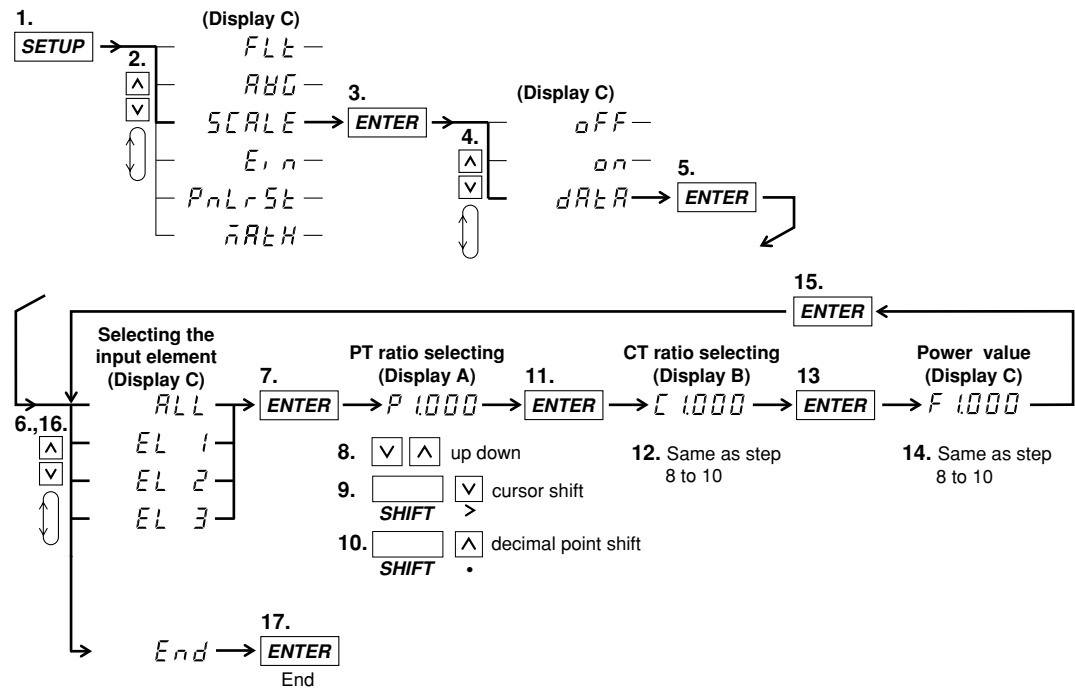 1.
SETUP
2.
(Display C)
FLt
AVG
SCALE
Ein
PnLrSt
MAtH
3.
ENTER
4.
(Display C)
oFF
on
dAtA
5.
ENTER
15.
ENTER
Selecting the
input element
(Display C)
6.,16.
ALL
EL 1
EL 2
EL 3
7.
ENTER
PT ratio selecting
(Display A)
P 1.000
11.
ENTER
CT ratio selecting
(Display B)
C 1.000
13
ENTER
Power value
(Display C)
F 1.000
8. up down
9. cursor shift
SHIFT >
10. decimal point shift
SHIFT •
12. Same as step
8 to 10
14. Same as step
8 to 10
End
17.
ENTER
End